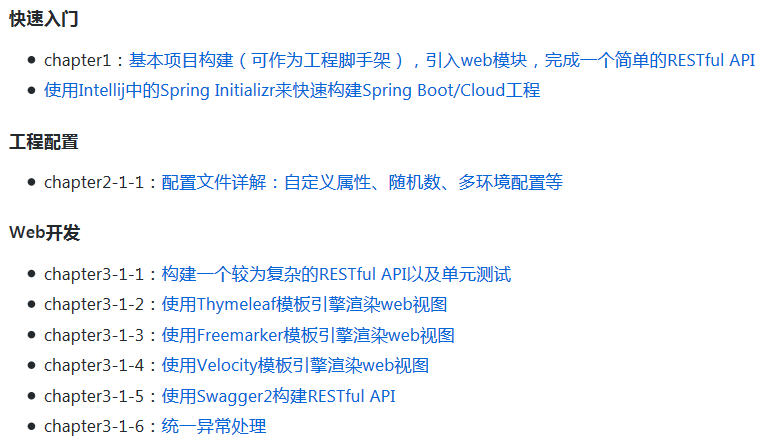 快速入门
chapter1：基本项目构建（可作为工程脚手架），引入web模块，完成一个简单的RESTful API
使用Intellij中的Spring Initializr来快速构建Spring Boot/Cloud工程
工程配置
chapter2-1-1：配置文件详解：自定义属性、随机数、多环境配置等
Web开发
chapter3-1-1：构建一个较为复杂的RESTful API以及单元测试
chapter3-1-2：使用Thymeleaf模板引擎渲染web视图
chapter3-1-3：使用Freemarker模板引擎渲染web视图
chapter3-1-4：使用Velocity模板引擎渲染web视图
chapter3-1-5：使用Swagger2构建RESTful API
chapter3-1-6：统一异常处理